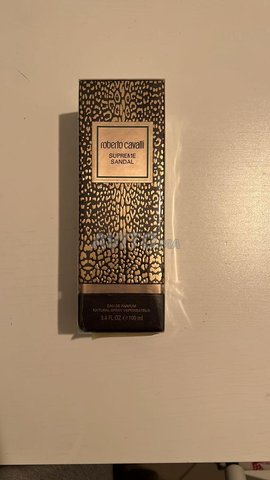 roberto cavalli
SUPREME
SANDAL
EAU DE PARFUM
NATURAL SPRAY VAPORISATEUR
3.4 FL OZ ℮ 100 ml